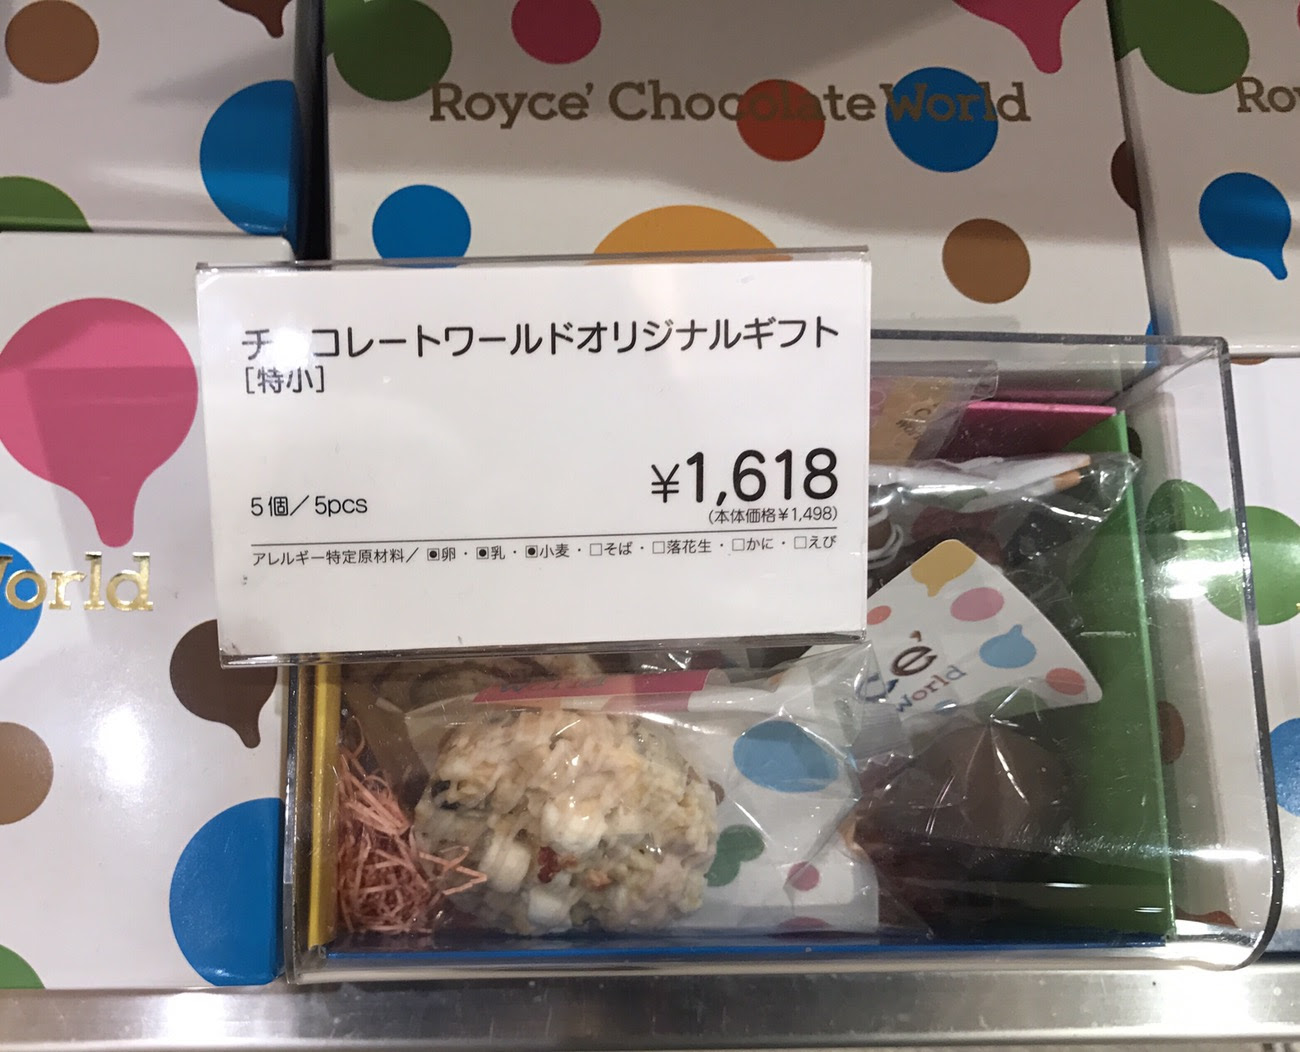 Royce' Chocolate World
Ro
チョコレートワールドオリジナルギフト
[特小]
¥1,618
5個／5pcs
(本体価格¥1,498)
アレルギー特定原材料／ ▣卵・▣乳・▣小麦・□そば・□落花生・□かに・□えび
World
World